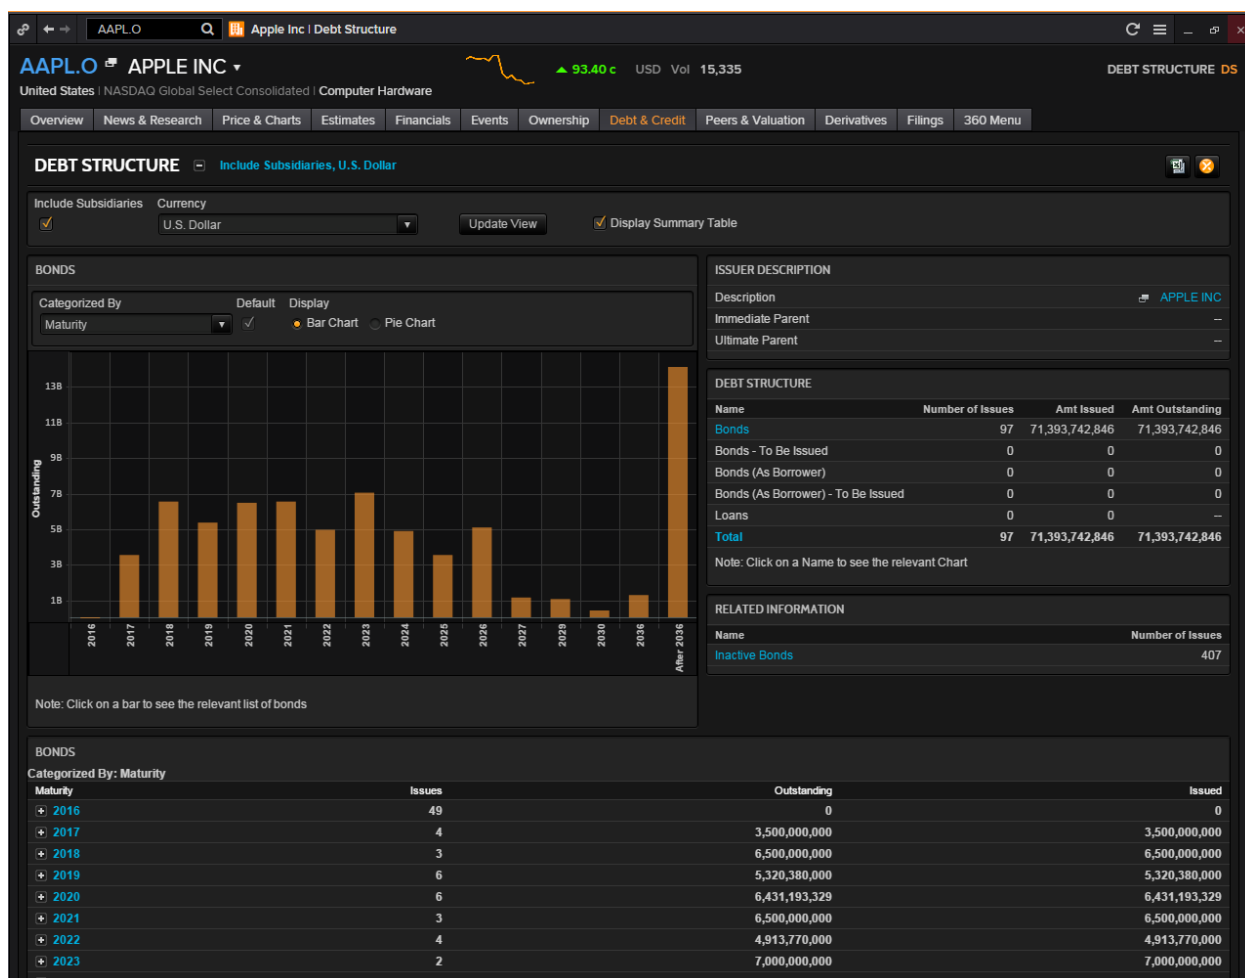 AAPL.O Apple Inc | Debt Structure
AAPL.O APPLE INC 93.40 c USD Vol 15,335 DEBT STRUCTURE DS
United States | NASDAQ Global Select Consolidated | Computer Hardware
Overview News & Research Price & Charts Estimates Financials Events Ownership Debt & Credit Peers & Valuation Derivatives Filings 360 Menu
DEBT STRUCTURE Include Subsidiaries, U.S. Dollar
Include Subsidiaries Currency
U.S. Dollar Update View Display Summary Table
BONDS
Categorized By Default Display
Maturity Bar Chart Pie Chart
13B
11B
9B
7B
5B
3B
1B
Outstanding
2016 2017 2018 2019 2020 2021 2022 2023 2024 2025 2026 2027 2029 2030 2036 After 2036
Note: Click on a bar to see the relevant list of bonds
ISSUER DESCRIPTION
Description APPLE INC
Immediate Parent --
Ultimate Parent --
DEBT STRUCTURE
Name Number of Issues Amt Issued Amt Outstanding
Bonds 97 71,393,742,846 71,393,742,846
Bonds - To Be Issued 0 0 0
Bonds (As Borrower) 0 0 0
Bonds (As Borrower) - To Be Issued 0 0 0
Loans 0 0 --
Total 97 71,393,742,846 71,393,742,846
Note: Click on a Name to see the relevant Chart
RELATED INFORMATION
Name Number of Issues
Inactive Bonds 407
BONDS
Categorized By: Maturity
Maturity Issues Outstanding Issued
2016 49 0 0
2017 4 3,500,000,000 3,500,000,000
2018 3 6,500,000,000 6,500,000,000
2019 6 5,320,380,000 5,320,380,000
2020 6 6,431,193,329 6,431,193,329
2021 3 6,500,000,000 6,500,000,000
2022 4 4,913,770,000 4,913,770,000
2023 2 7,000,000,000 7,000,000,000